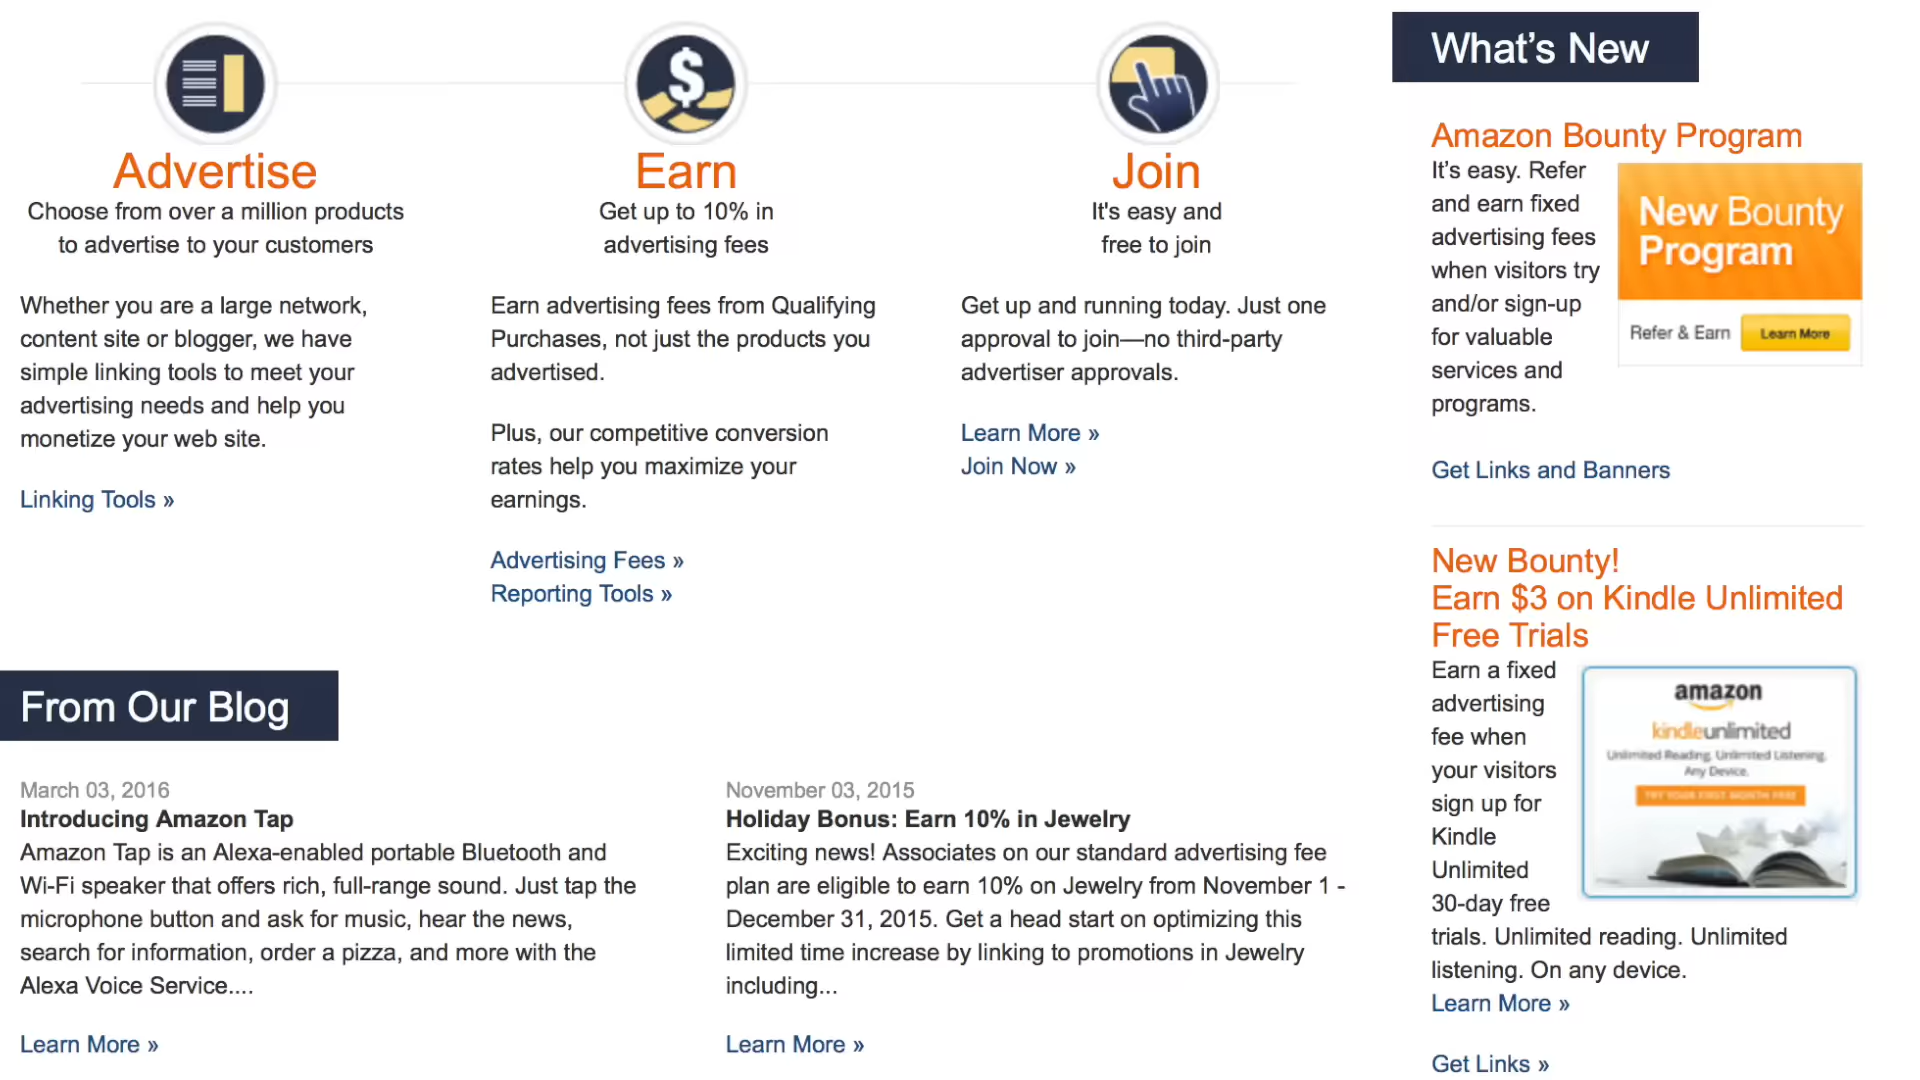 Advertise
Choose from over a million products
to advertise to your customers
Whether you are a large network,
content site or blogger, we have
simple linking tools to meet your
advertising needs and help you
monetize your web site.
Linking Tools »
Earn
Get up to 10% in
advertising fees
Earn advertising fees from Qualifying
Purchases, not just the products you
advertised.
Plus, our competitive conversion
rates help you maximize your
earnings.
Advertising Fees »
Reporting Tools »
Join
It's easy and
free to join
Get up and running today. Just one
approval to join—no third-party
advertiser approvals.
Learn More »
Join Now »
From Our Blog
March 03, 2016
Introducing Amazon Tap
Amazon Tap is an Alexa-enabled portable Bluetooth and
Wi-Fi speaker that offers rich, full-range sound. Just tap the
microphone button and ask for music, hear the news,
search for information, order a pizza, and more with the
Alexa Voice Service....
Learn More »
November 03, 2015
Holiday Bonus: Earn 10% in Jewelry
Exciting news! Associates on our standard advertising fee
plan are eligible to earn 10% on Jewelry from November 1 -
December 31, 2015. Get a head start on optimizing this
limited time increase by linking to promotions in Jewelry
including...
Learn More »
What’s New
Amazon Bounty Program
It’s easy. Refer
and earn fixed
advertising fees
when visitors try
and/or sign-up
for valuable
services and
programs.
New Bounty
Program
Refer & Earn
Learn More
Get Links and Banners
New Bounty!
Earn $3 on Kindle Unlimited
Free Trials
Earn a fixed
advertising
fee when
your visitors
sign up for
Kindle
Unlimited
30-day free
trials. Unlimited reading. Unlimited
listening. On any device.
amazon
kindleunlimited
Unlimited Reading. Unlimited Listening.
Any Device.
TRY YOUR FIRST MONTH FREE
Learn More »
Get Links »